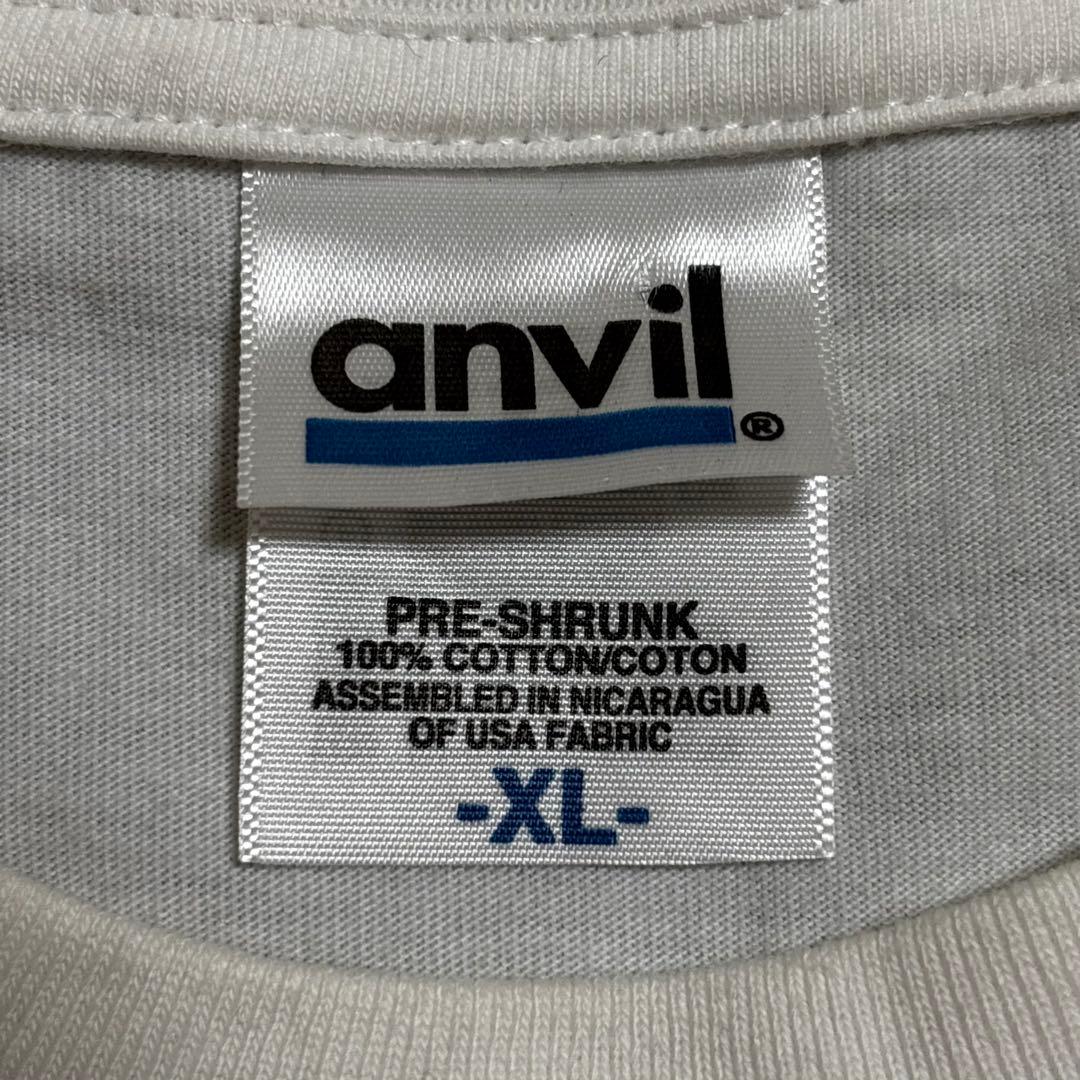 anvil®
PRE-SHRUNK
100% COTTON/COTON
ASSEMBLED IN NICARAGUA
OF USA FABRIC
-XL-